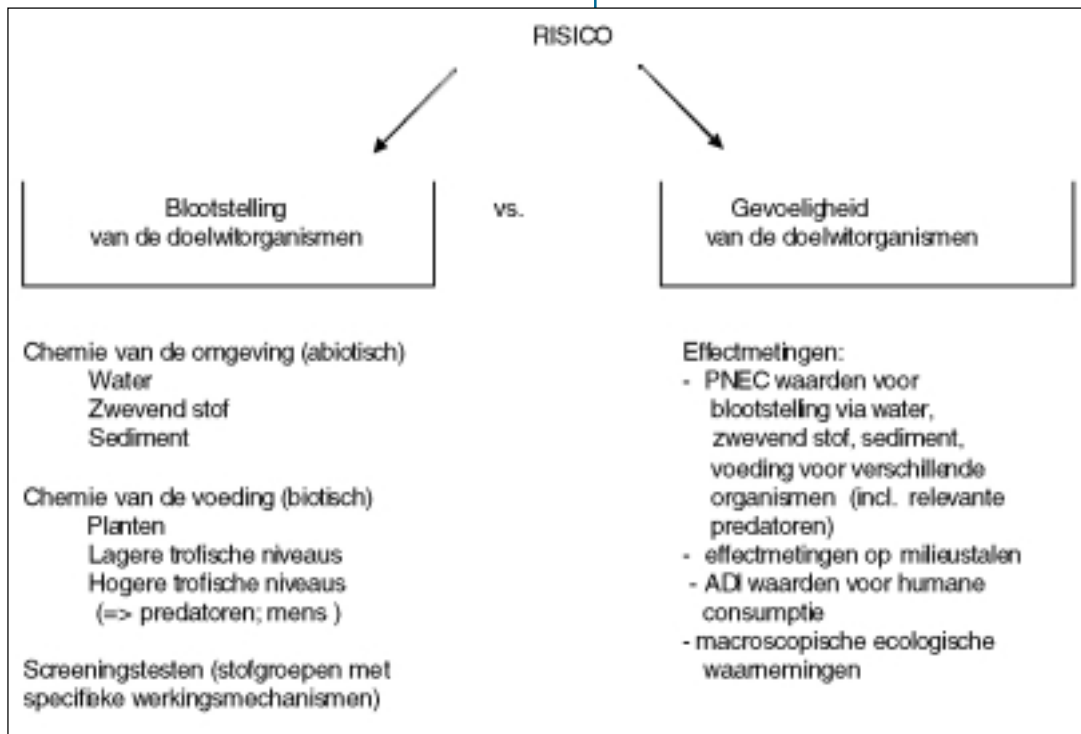 RISICO
Blootstelling
van de doelwitorganismen
vs.
Gevoeligheid
van de doelwitorganismen
Chemie van de omgeving (abiotisch)
Water
Zwevend stof
Sediment
Chemie van de voeding (biotisch)
Planten
Lagere trofische niveaus
Hogere trofische niveaus
(=> predatoren; mens )
Screeningstesten (stofgroepen met
specifieke werkingsmechanismen)
Effectmetingen:
- PNEC waarden voor
blootstelling via water,
zwevend stof, sediment,
voeding voor verschillende
organismen (incl. relevante
predatoren)
- effectmetingen op milieustalen
- ADI waarden voor humane
consumptie
- macroscopische ecologische
waarnemingen